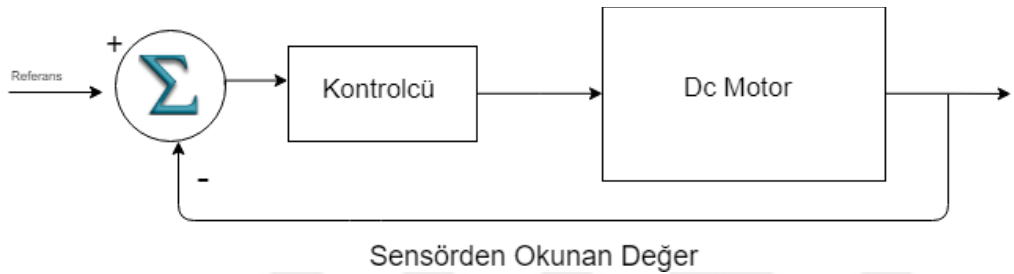 +
Referans
Σ
Kontrolcü
Dc Motor
-
Sensörden Okunan Değer